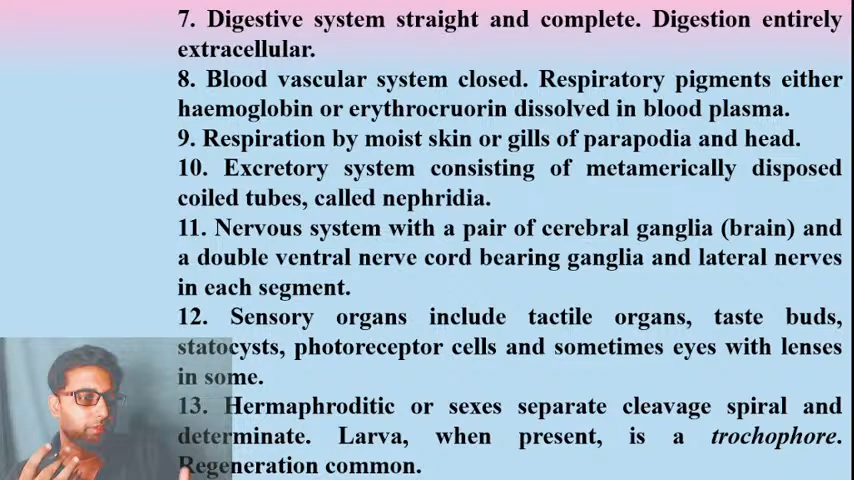 7. Digestive system straight and complete. Digestion entirely
extracellular.
8. Blood vascular system closed. Respiratory pigments either
haemoglobin or erythrocruorin dissolved in blood plasma.
9. Respiration by moist skin or gills of parapodia and head.
10. Excretory system consisting of metamerically disposed
coiled tubes, called nephridia.
11. Nervous system with a pair of cerebral ganglia (brain) and
a double ventral nerve cord bearing ganglia and lateral nerves
in each segment.
12. Sensory organs include tactile organs, taste buds,
statocysts, photoreceptor cells and sometimes eyes with lenses
in some.
13. Hermaphroditic or sexes separate cleavage spiral and
determinate. Larva, when present, is a trochophore.
Regeneration common.